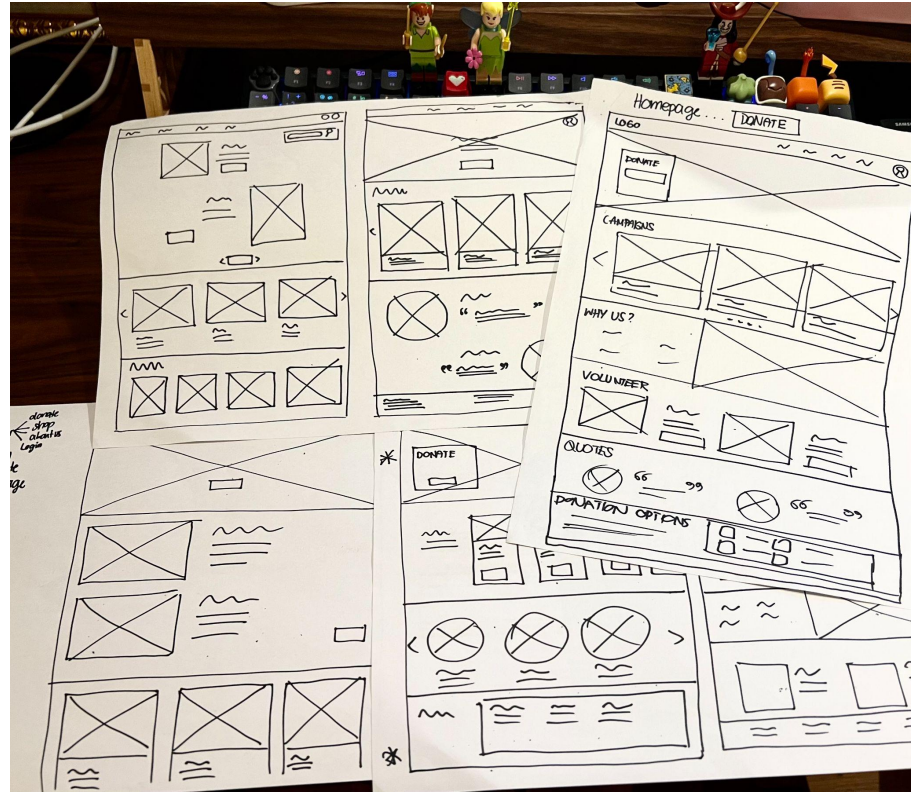 Homepage... DONATE
LOGO
DONATE
CAMPAIGNS
WHY US?
VOLUNTEER
QUOTES
DONATION OPTIONS
DONATE
donate
shop
about us
Login